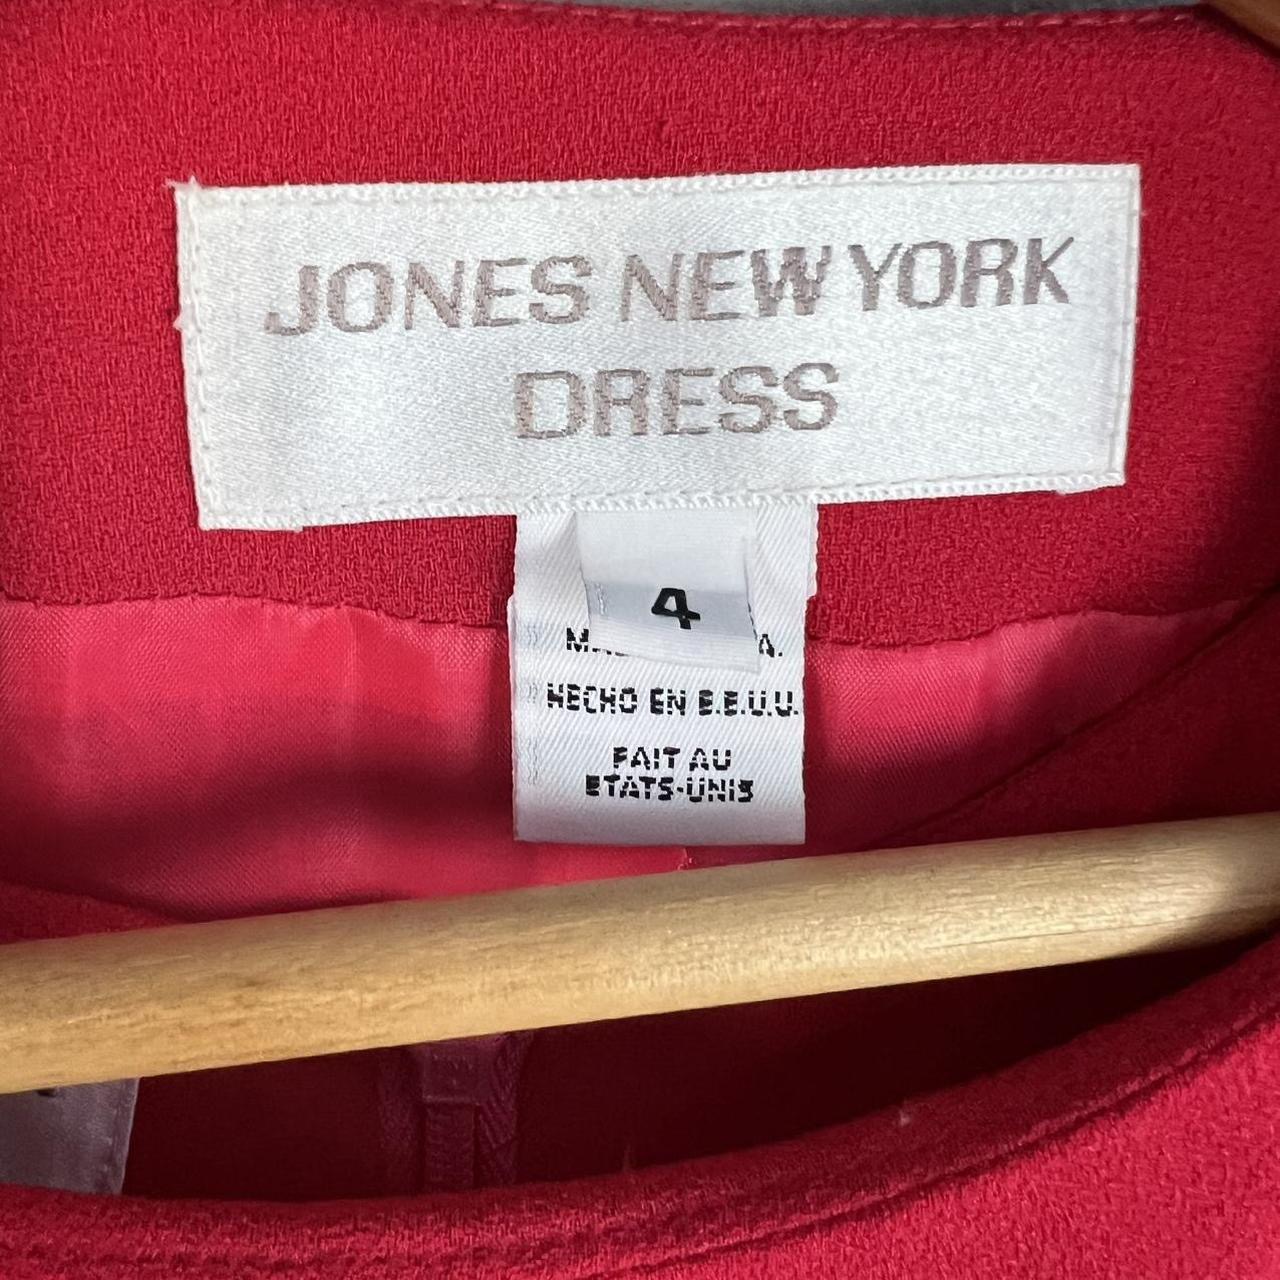 JONES NEW YORK
DRESS
4
HECHO EN E.E.U.U.
FAIT AU
ETATS-UNIS